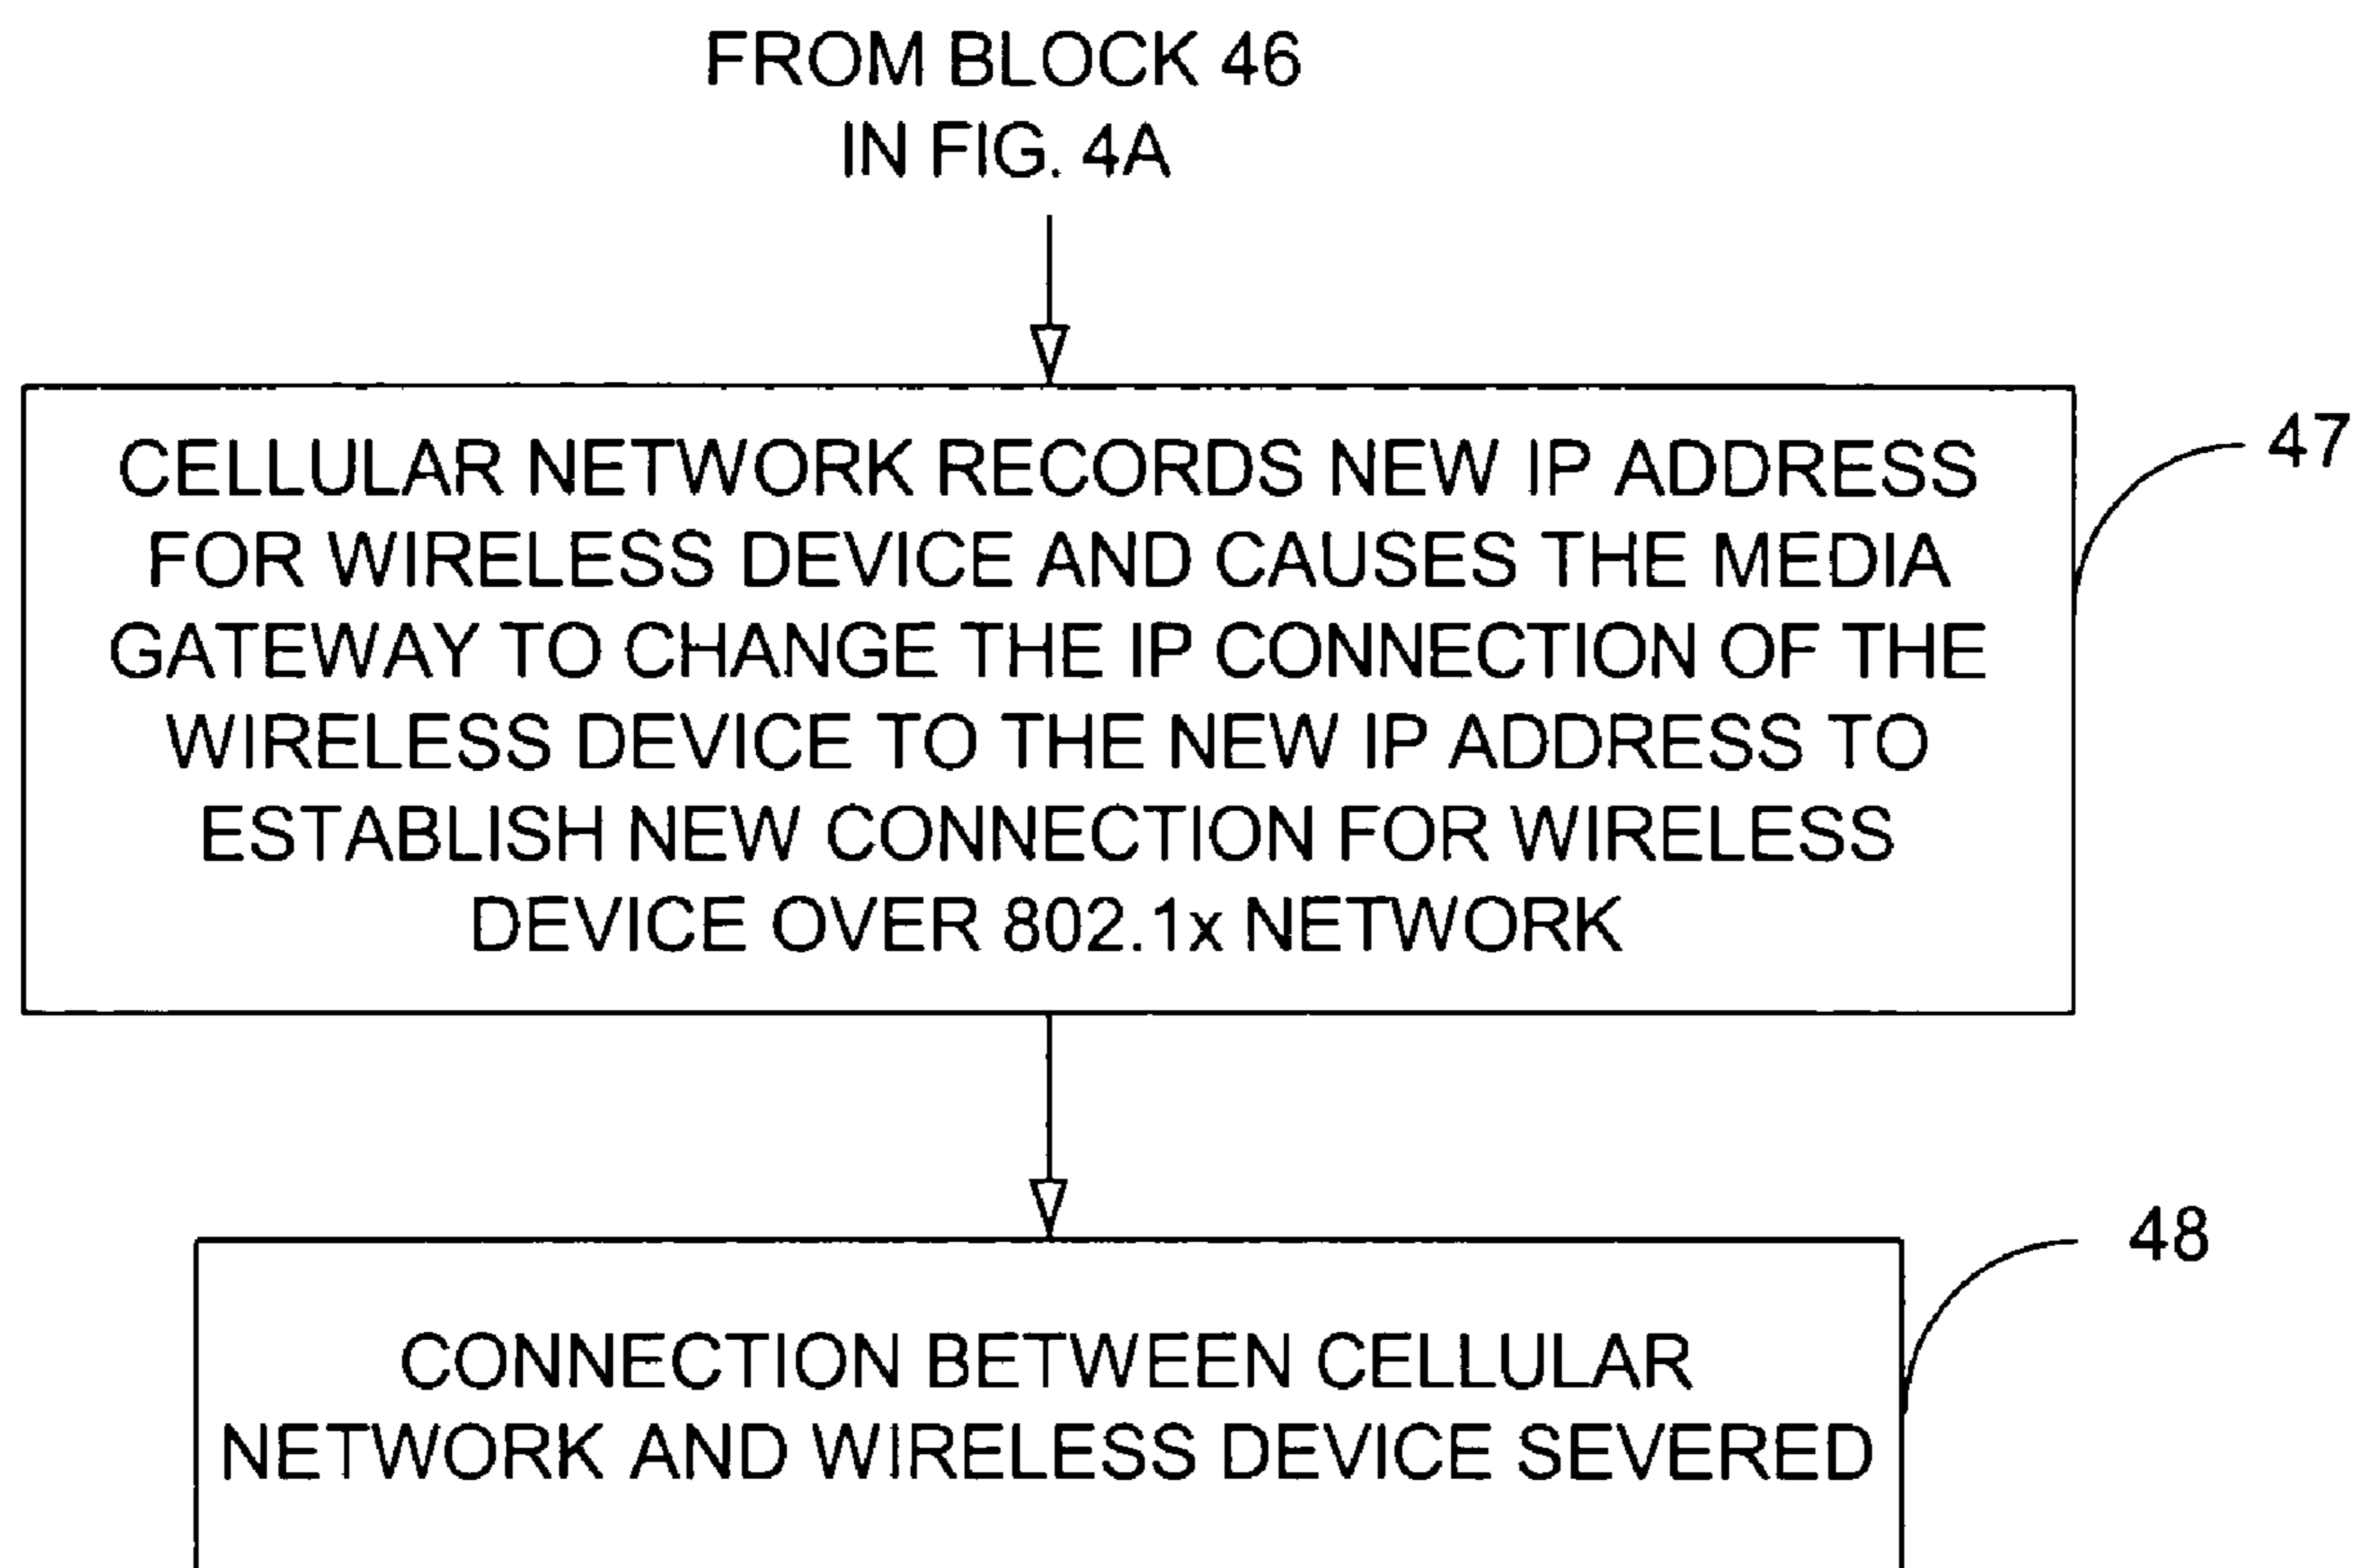 FROM BLOCK 46
IN FIG. 4A
CELLULAR NETWORK RECORDS NEW IP ADDRESS
FOR WIRELESS DEVICE AND CAUSES THE MEDIA
GATEWAY TO CHANGE THE IP CONNECTION OF THE
WIRELESS DEVICE TO THE NEW IP ADDRESS TO
ESTABLISH NEW CONNECTION FOR WIRELESS
DEVICE OVER 802.1x NETWORK
47
48
CONNECTION BETWEEN CELLULAR
NETWORK AND WIRELESS DEVICE SEVERED